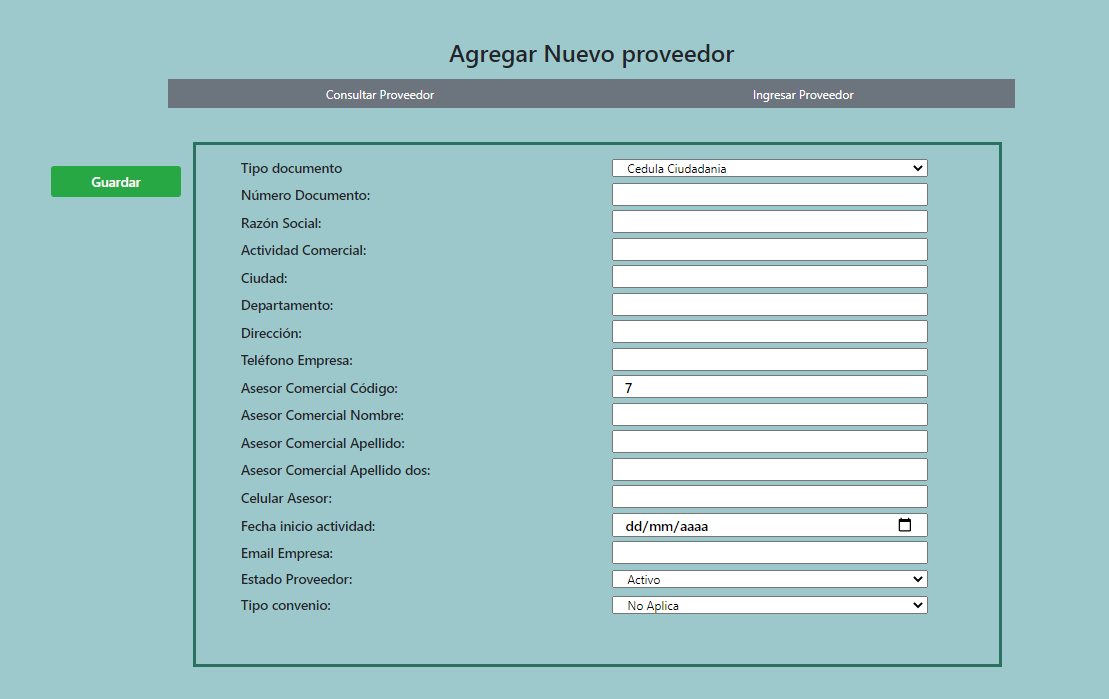 Agregar Nuevo proveedor
Consultar Proveedor Ingresar Proveedor
Guardar
Tipo documento Cedula Ciudadania
Número Documento:
Razón Social:
Actividad Comercial:
Ciudad:
Departamento:
Dirección:
Teléfono Empresa:
Asesor Comercial Código: 7
Asesor Comercial Nombre:
Asesor Comercial Apellido:
Asesor Comercial Apellido dos:
Celular Asesor:
Fecha inicio actividad: dd/mm/aaaa
Email Empresa:
Estado Proveedor: Activo
Tipo convenio: No Aplica